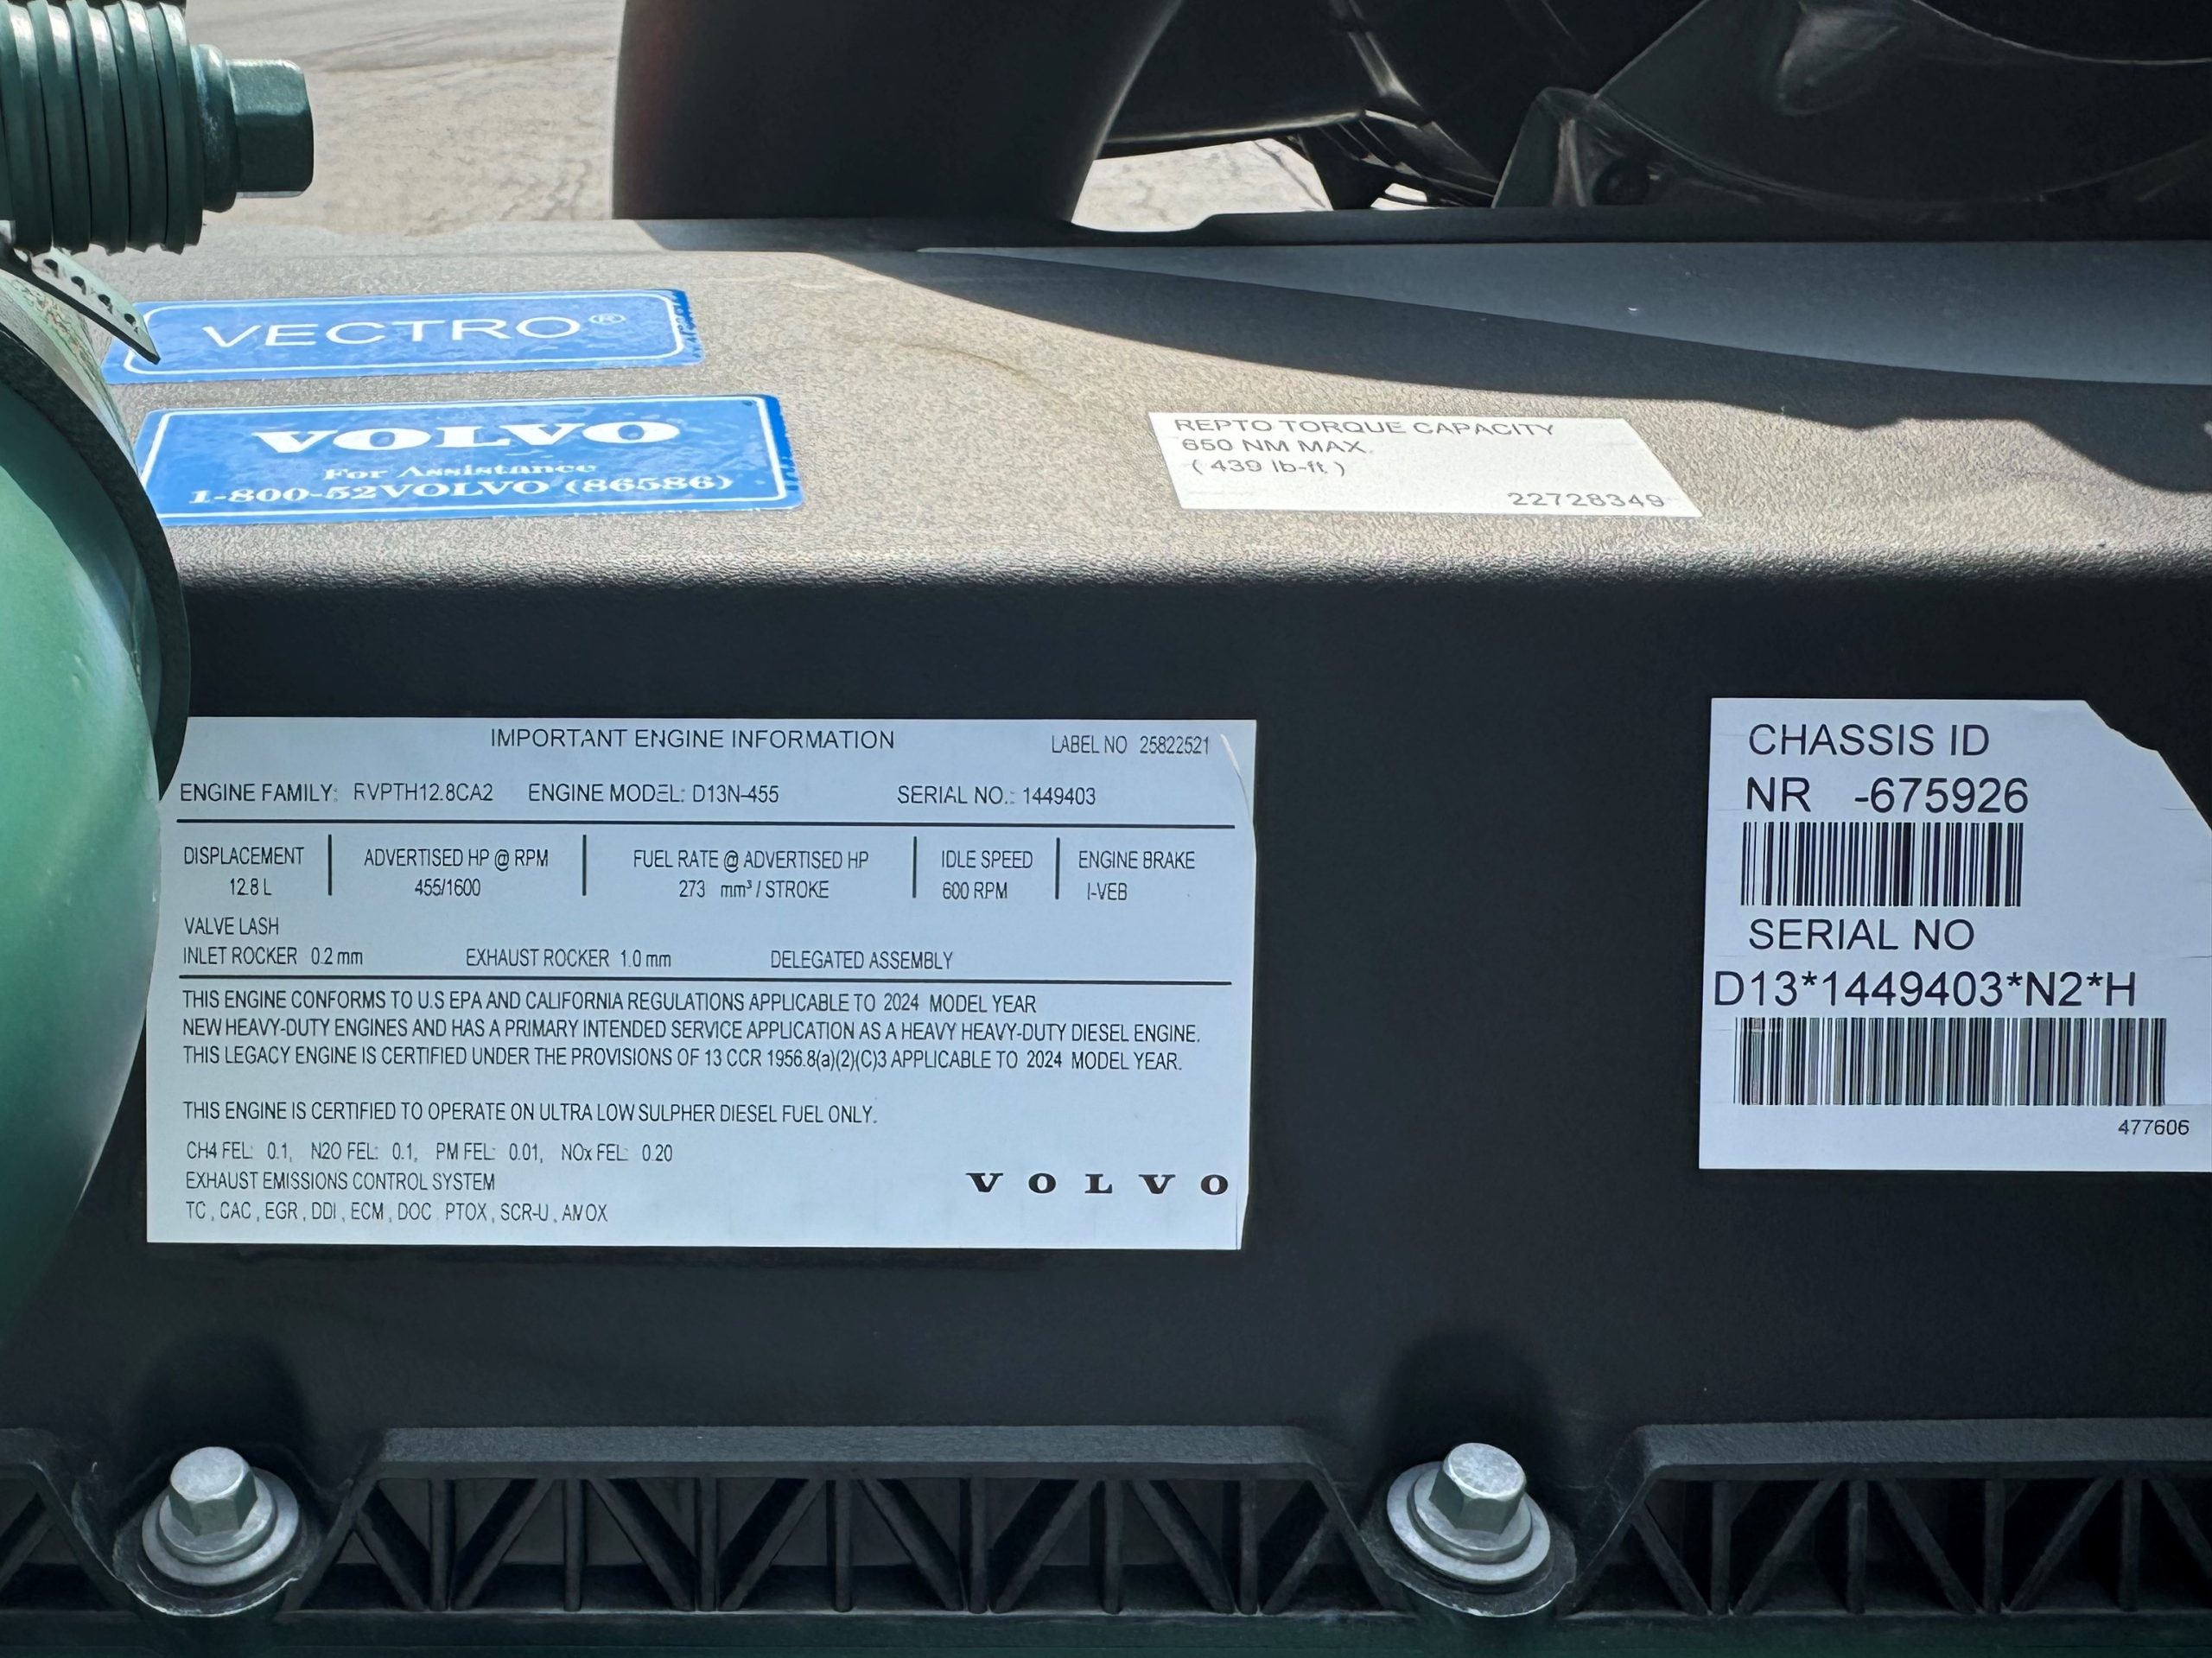 VECTRO®
VOLVO
For Assistance
1-800-52VOLVO (86586)
REPTO TORQUE CAPACITY
650 NM MAX.
( 439 lb-ft )
22728349
IMPORTANT ENGINE INFORMATION LABEL NO 25822521
ENGINE FAMILY: RVPTH12.8CA2 ENGINE MODEL: D13N-455 SERIAL NO.: 1449403
DISPLACEMENT ADVERTISED HP @ RPM FUEL RATE @ ADVERTISED HP IDLE SPEED ENGINE BRAKE
12.8 L 455/1600 273 mm³ / STROKE 600 RPM I-VEB
VALVE LASH
INLET ROCKER 0.2 mm EXHAUST ROCKER 1.0 mm DELEGATED ASSEMBLY
THIS ENGINE CONFORMS TO U.S EPA AND CALIFORNIA REGULATIONS APPLICABLE TO 2024 MODEL YEAR
NEW HEAVY-DUTY ENGINES AND HAS A PRIMARY INTENDED SERVICE APPLICATION AS A HEAVY HEAVY-DUTY DIESEL ENGINE.
THIS LEGACY ENGINE IS CERTIFIED UNDER THE PROVISIONS OF 13 CCR 1956.8(a)(2)(C)3 APPLICABLE TO 2024 MODEL YEAR.
THIS ENGINE IS CERTIFIED TO OPERATE ON ULTRA LOW SULPHER DIESEL FUEL ONLY.
CH4 FEL: 0.1, N2O FEL: 0.1, PM FEL: 0.01, NOx FEL: 0.20
EXHAUST EMISSIONS CONTROL SYSTEM
VOLVO
TC , CAC , EGR , DDI , ECM , DOC PTOX , SCR-U , AMOX
CHASSIS ID
NR -675926
SERIAL NO
D13*1449403*N2*H
477606